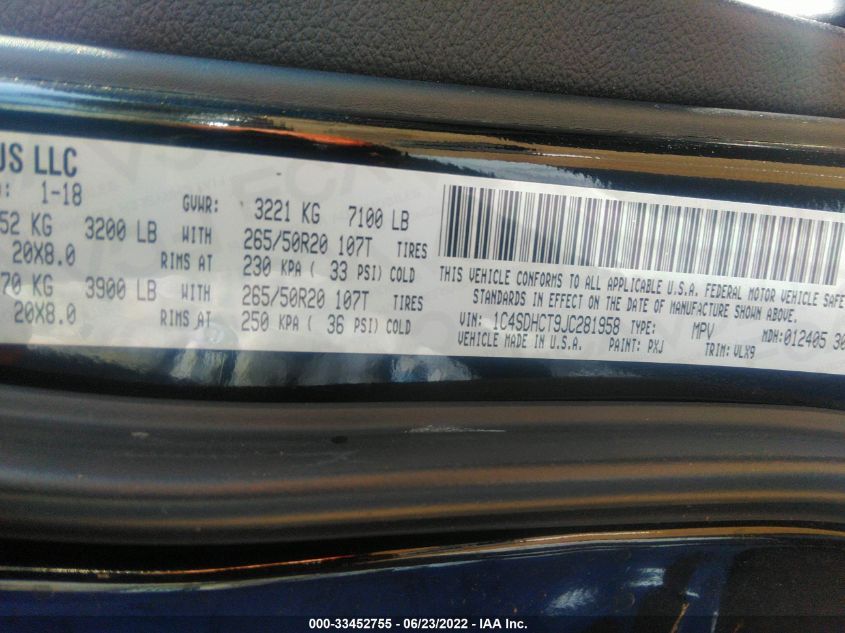 US LLC
1-18
GVWR: 3221 KG 7100 LB
52 KG 3200 LB WITH 265/50R20 107T TIRES
20X8.0 RIMS AT 230 KPA ( 33 PSI) COLD
70 KG 3900 LB WITH 265/50R20 107T TIRES
20X8.0 RIMS AT 250 KPA ( 36 PSI) COLD
THIS VEHICLE CONFORMS TO ALL APPLICABLE U.S.A. FEDERAL MOTOR VEHICLE SAFE
STANDARDS IN EFFECT ON THE DATE OF MANUFACTURE SHOWN ABOVE.
VIN: 1C4SDHCT9JC281958 TYPE: MPV MDH:012405 30
VEHICLE MADE IN U.S.A. PAINT: PXJ TRIM: VLX9
000-33452755 - 06/23/2022 - IAA Inc.